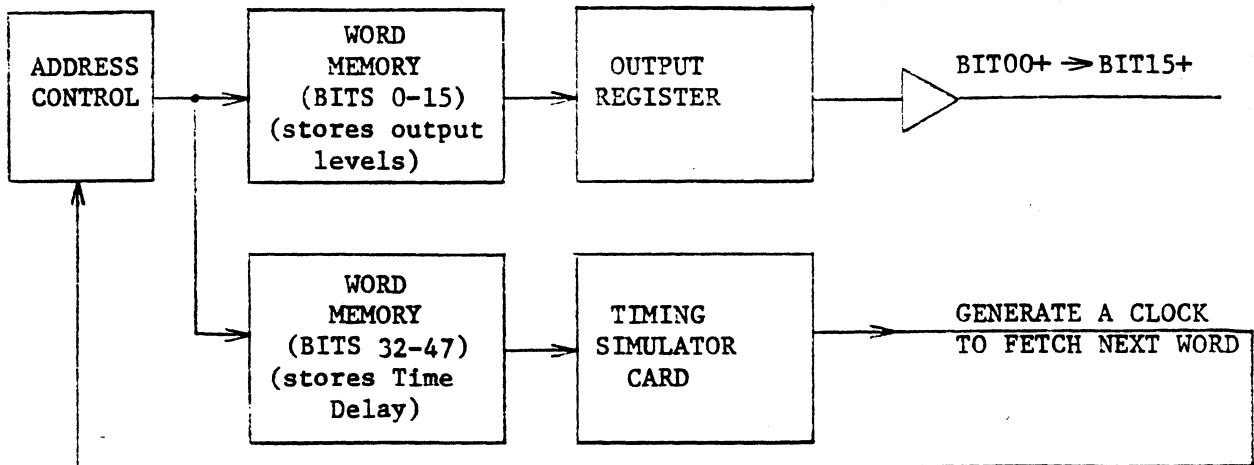 ADDRESS
CONTROL
WORD
MEMORY
(BITS 0-15)
(stores output
levels)
OUTPUT
REGISTER
BIT00+ → BIT15+
WORD
MEMORY
(BITS 32-47)
(stores Time
Delay)
TIMING
SIMULATOR
CARD
GENERATE A CLOCK
TO FETCH NEXT WORD